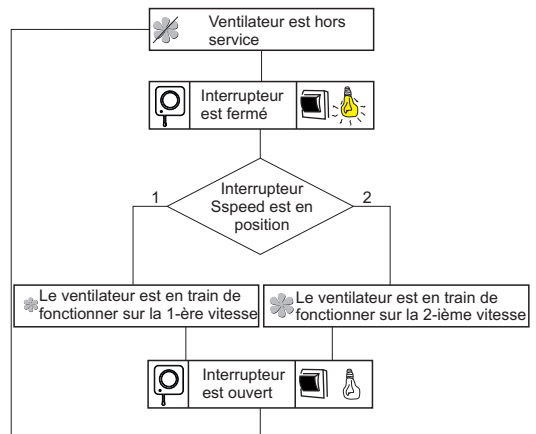 Ventilateur est hors
service
Interrupteur
est fermé
1
Interrupteur
Sspeed est en
position
2
Le ventilateur est en train de
fonctionner sur la 1-ère vitesse
Le ventilateur est en train de
fonctionner sur la 2-ième vitesse
Interrupteur
est ouvert